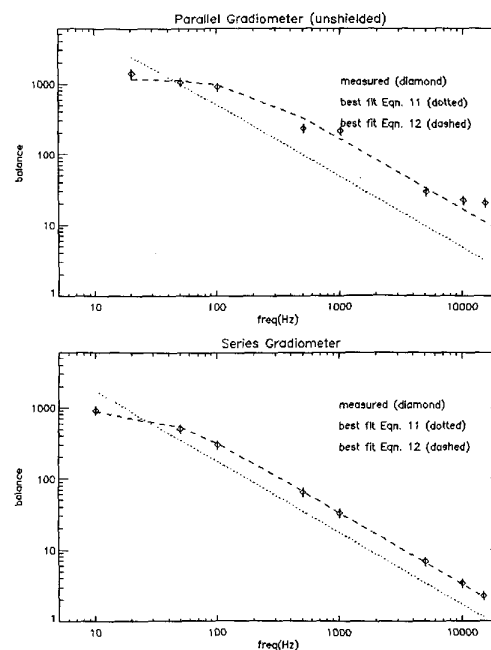 Parallel Gradiometer (unshielded)
1000
100
10
1
balance
measured (diamond)
best fit Eqn. 11 (dotted)
best fit Eqn. 12 (dashed)
10 100 1000 10000
freq(Hz)
Series Gradiometer
1000
100
10
1
balance
measured (diamond)
best fit Eqn. 11 (dotted)
best fit Eqn. 12 (dashed)
10 100 1000 10000
freq(Hz)